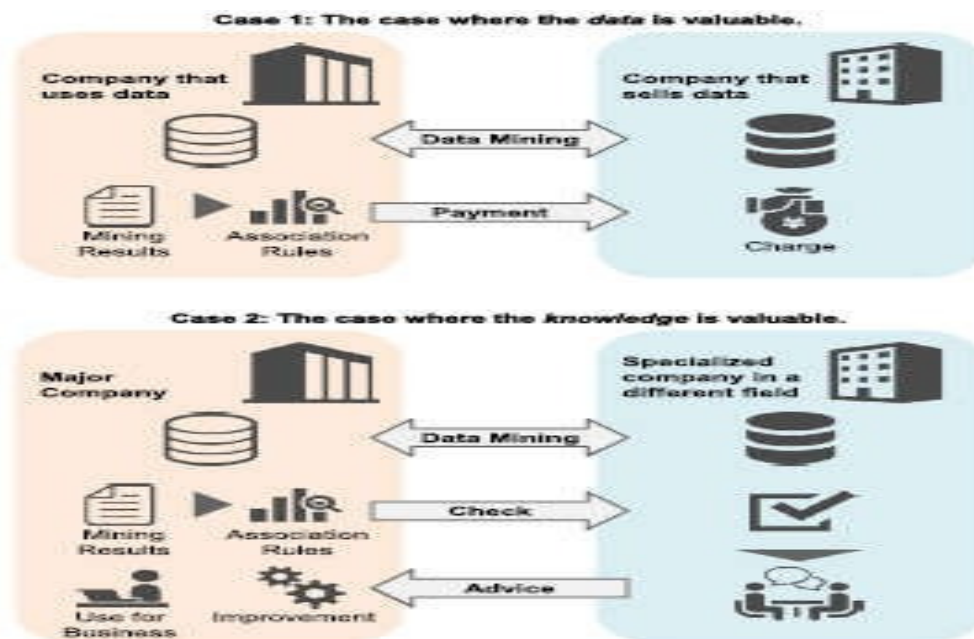 Case 1: The case where the data is valuable.
Company that
uses data
Company that
sells data
Data Mining
Payment
Mining
Results
Association
Rules
Charge
Case 2: The case where the knowledge is valuable.
Major
Company
Specialized
company in a
different field
Data Mining
Check
Mining
Results
Association
Rules
Advice
Use for
Business
Improvement